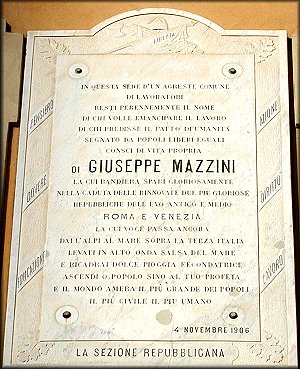 LIBERTÀ
IN QUESTA SEDE D'UN AGRESTE COMUNE
DI LAVORATORI
RESTI PERENNEMENTE IL NOME
DI CHI VOLLE EMANCIPARE IL LAVORO
DI CHI PREDISSE IL PATTO DI UMANITÀ
SEGNATO DA POPOLI LIBERI EGUALI
CONSCI DI VITA PROPRIA
DI GIUSEPPE MAZZINI
LA CUI BANDIERA SPARÌ GLORIOSAMENTE
NELLA CADUTA DELLE RINNOVATE DUE PIÙ GLORIOSE
REPUBBLICHE DELL'EVO ANTICO E MEDIO
ROMA E VENEZIA
LA CUI VOCE PASSA ANCORA
DALL'ALPI AL MARE SOPRA LA TERZA ITALIA
LEVATI IN ALTO ONDA SALSA DEL MARE
E RICADRAI DOLCE PIOGGIA FECONDATRICE
ASCENDI O POPOLO SINO AL TUO PROFETA
E IL MONDO AMERÀ IL PIÙ GRANDE DEI POPOLI
IL PIÙ CIVILE IL PIÙ UMANO
4 NOVEMBRE 1906
LA SEZIONE REPUBBLICANA
PENSIERO
DOVERE
EDUCAZIONE
AZIONE
DIRITTO
LAVORO